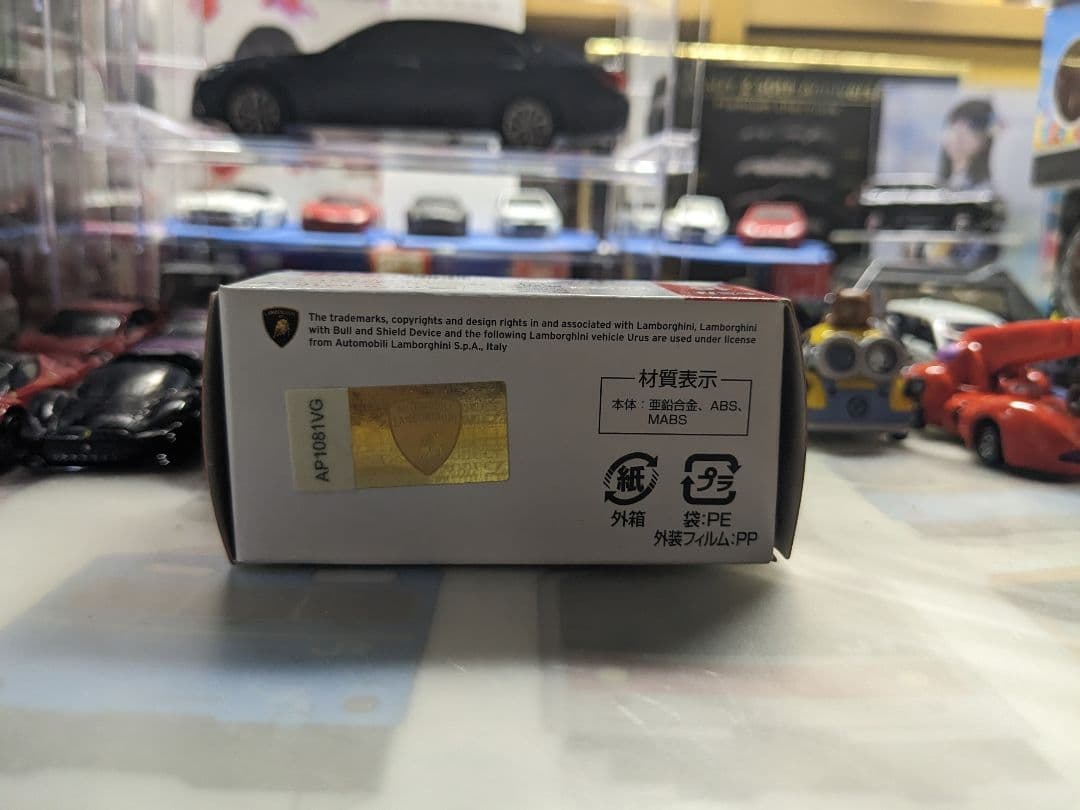 The trademarks, copyrights and design rights in and associated with Lamborghini, Lamborghini
with Bull and Shield Device and the following Lamborghini vehicle Urus are used under license
from Automobili Lamborghini S.p.A., Italy
AP1081VG
材質表示
本体：亜鉛合金、ABS、
MABS
紙
プラ
外箱
袋:PE
外装フィルム:PP